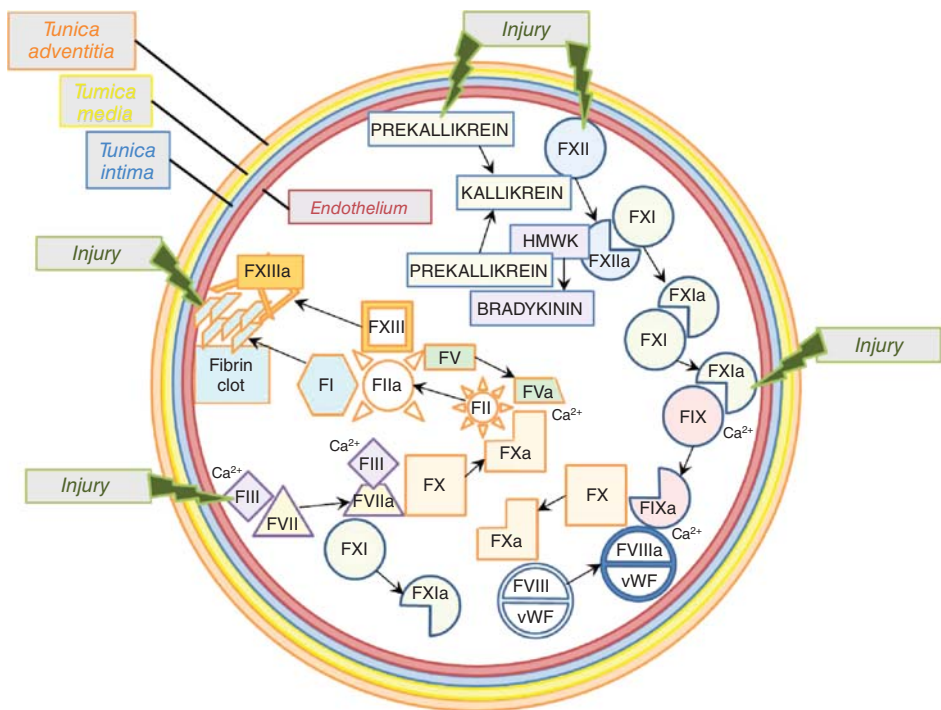 Tunica
adventitia
Tumica
media
Tunica
intima
Endothelium
Injury
PREKALLIKREIN
FXII
KALLIKREIN
FXI
HMWK
FXIIa
PREKALLIKREIN
BRADYKININ
FXIa
FXI
FXIa
Injury
FIX
Ca²⁺
FIXa
Ca²⁺
FX
FXa
FVIIIa
vWF
FVIII
vWF
Injury
FXIIIa
FXIII
Fibrin
clot
FI
FIIa
FV
FVa
FII
Ca²⁺
FXa
Injury
Ca²⁺
FIII
FVII
Ca²⁺
FIII
FVIIa
FX
FXI
FXIa